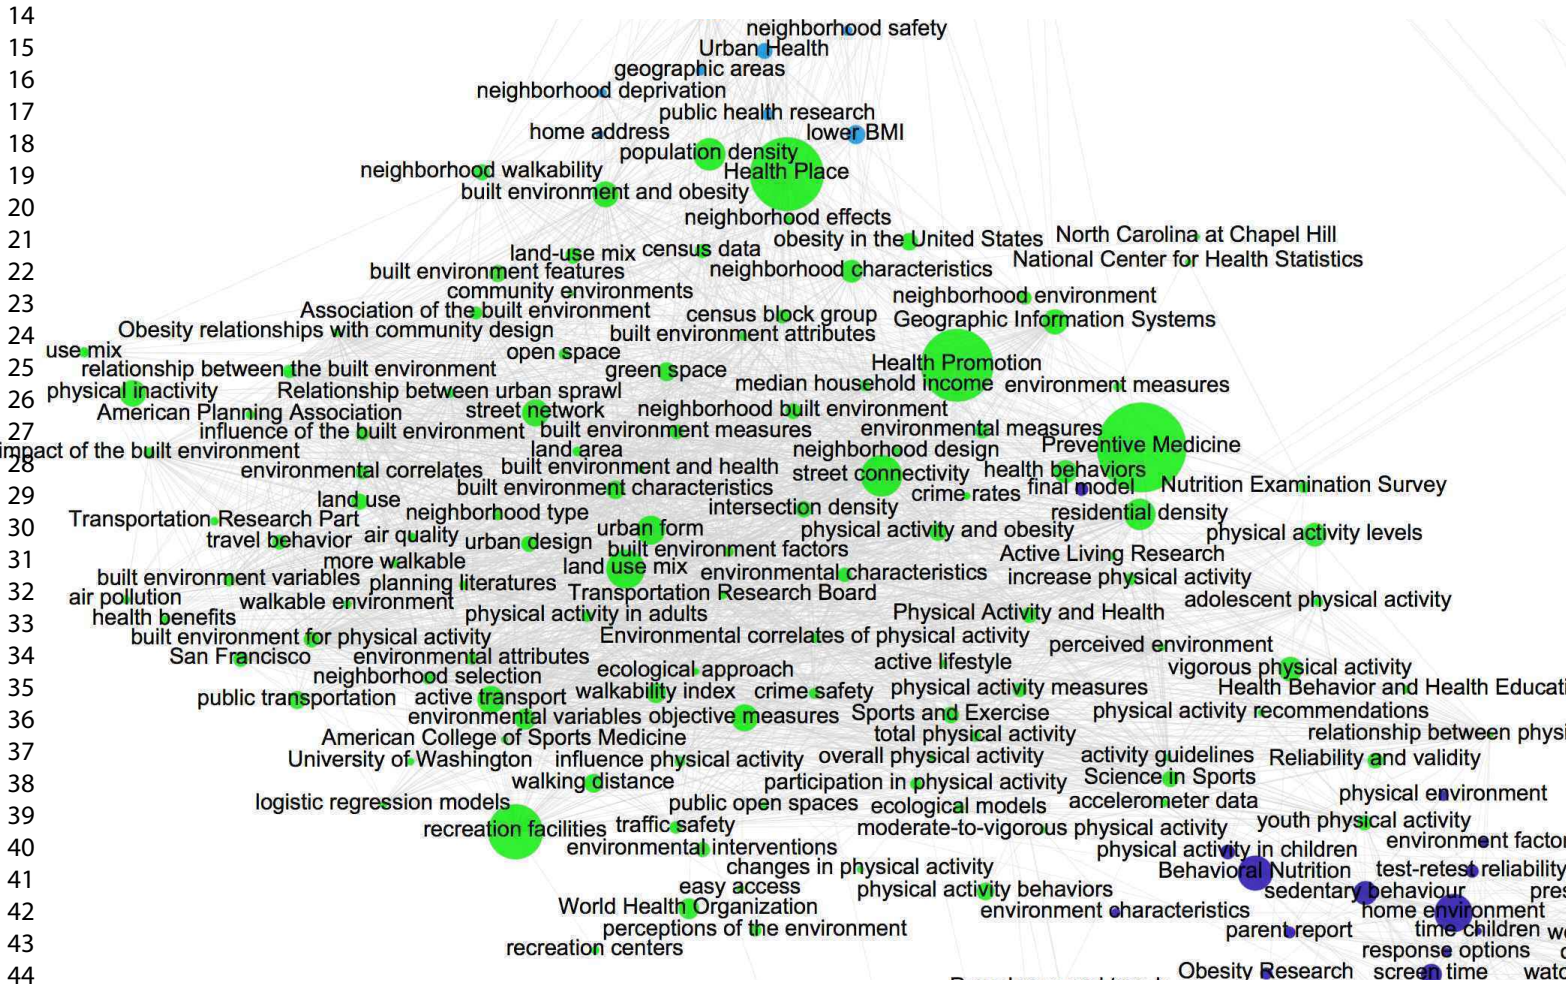 14
neighborhood safety
15
Urban Health
geographic areas
16
neighborhood deprivation
17
public health research
home address
lower BMI
18
population density
Health Place
neighborhood walkability
19
built environment and obesity
20
neighborhood effects
21
obesity in the United States
North Carolina at Chapel Hill
land-use mix
census data
National Center for Health Statistics
22
built environment features
neighborhood characteristics
community environments
neighborhood environment
23
Association of the built environment
census block group
Geographic Information Systems
24
Obesity relationships with community design
built environment attributes
use mix
open space
25
relationship between the built environment
green space
Health Promotion
physical inactivity
Relationship between urban sprawl
median household income
environment measures
26
American Planning Association
street network
neighborhood built environment
27
influence of the built environment
built environment measures
environmental measures
Preventive Medicine
impact of the built environment
land area
neighborhood design
28
environmental correlates
built environment and health
street connectivity
health behaviors
built environment characteristics
crime rates
final model
Nutrition Examination Survey
29
land use
neighborhood type
intersection density
residential density
Transportation Research Part
30
travel behavior
air quality
urban design
urban form
physical activity and obesity
physical activity levels
built environment factors
Active Living Research
31
more walkable
land use mix
environmental characteristics
increase physical activity
built environment variables
planning literatures
Transportation Research Board
32
air pollution
walkable environment
adolescent physical activity
health benefits
physical activity in adults
Physical Activity and Health
33
built environment for physical activity
Environmental correlates of physical activity
perceived environment
34
San Francisco
environmental attributes
ecological approach
active lifestyle
vigorous physical activity
neighborhood selection
35
public transportation
active transport
walkability index
crime safety
physical activity measures
Health Behavior and Health Educati
36
environmental variables
objective measures
Sports and Exercise
physical activity recommendations
American College of Sports Medicine
total physical activity
relationship between physi
37
University of Washington
influence physical activity
overall physical activity
activity guidelines
Reliability and validity
38
walking distance
participation in physical activity
Science in Sports
physical environment
logistic regression models
public open spaces
ecological models
accelerometer data
39
recreation facilities
traffic safety
moderate-to-vigorous physical activity
youth physical activity
40
environmental interventions
physical activity in children
environment factor
changes in physical activity
Behavioral Nutrition
test-retest reliability
41
easy access
physical activity behaviors
sedentary behaviour
pres
42
World Health Organization
environment characteristics
home environment
perceptions of the environment
parent report
time children
43
recreation centers
response options
44
Obesity Research
screen time
watc